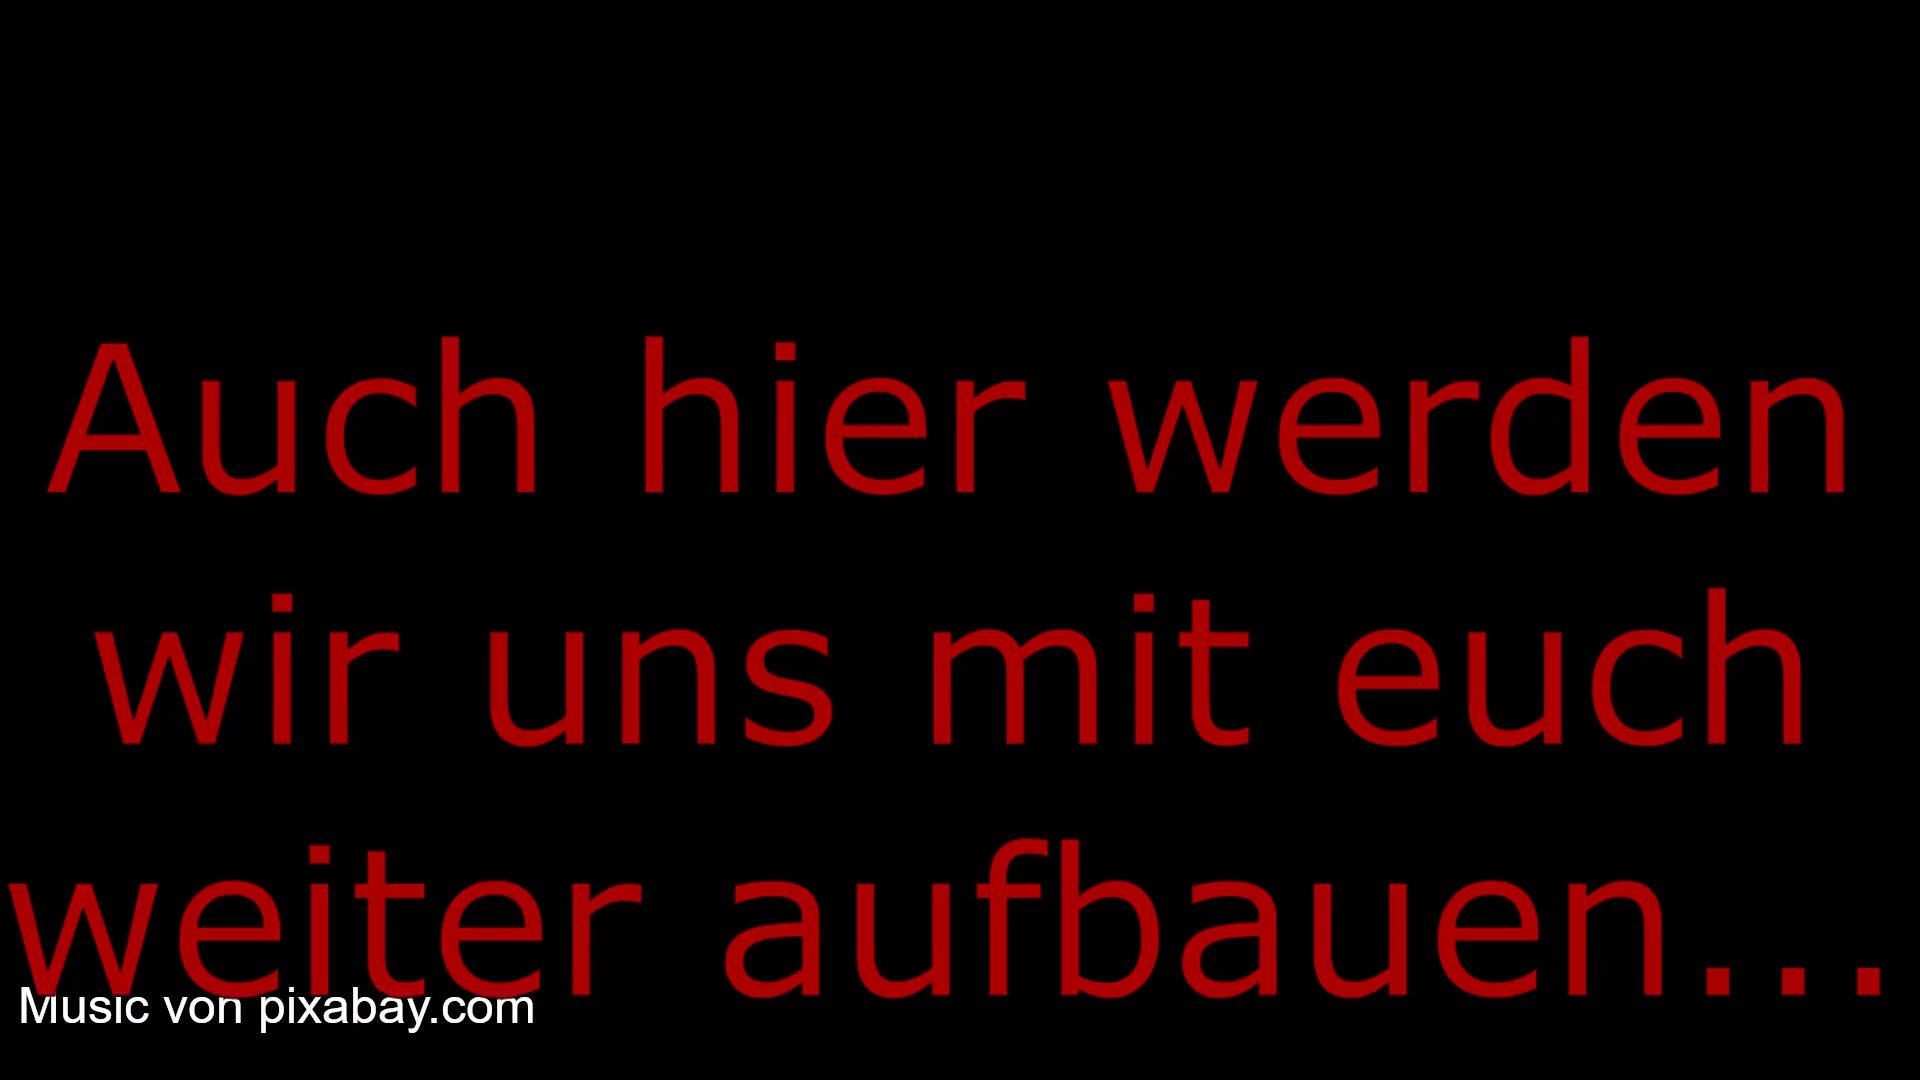 Auch hier werden
wir uns mit euch
weiter aufbauen...
Music von pixabay.com